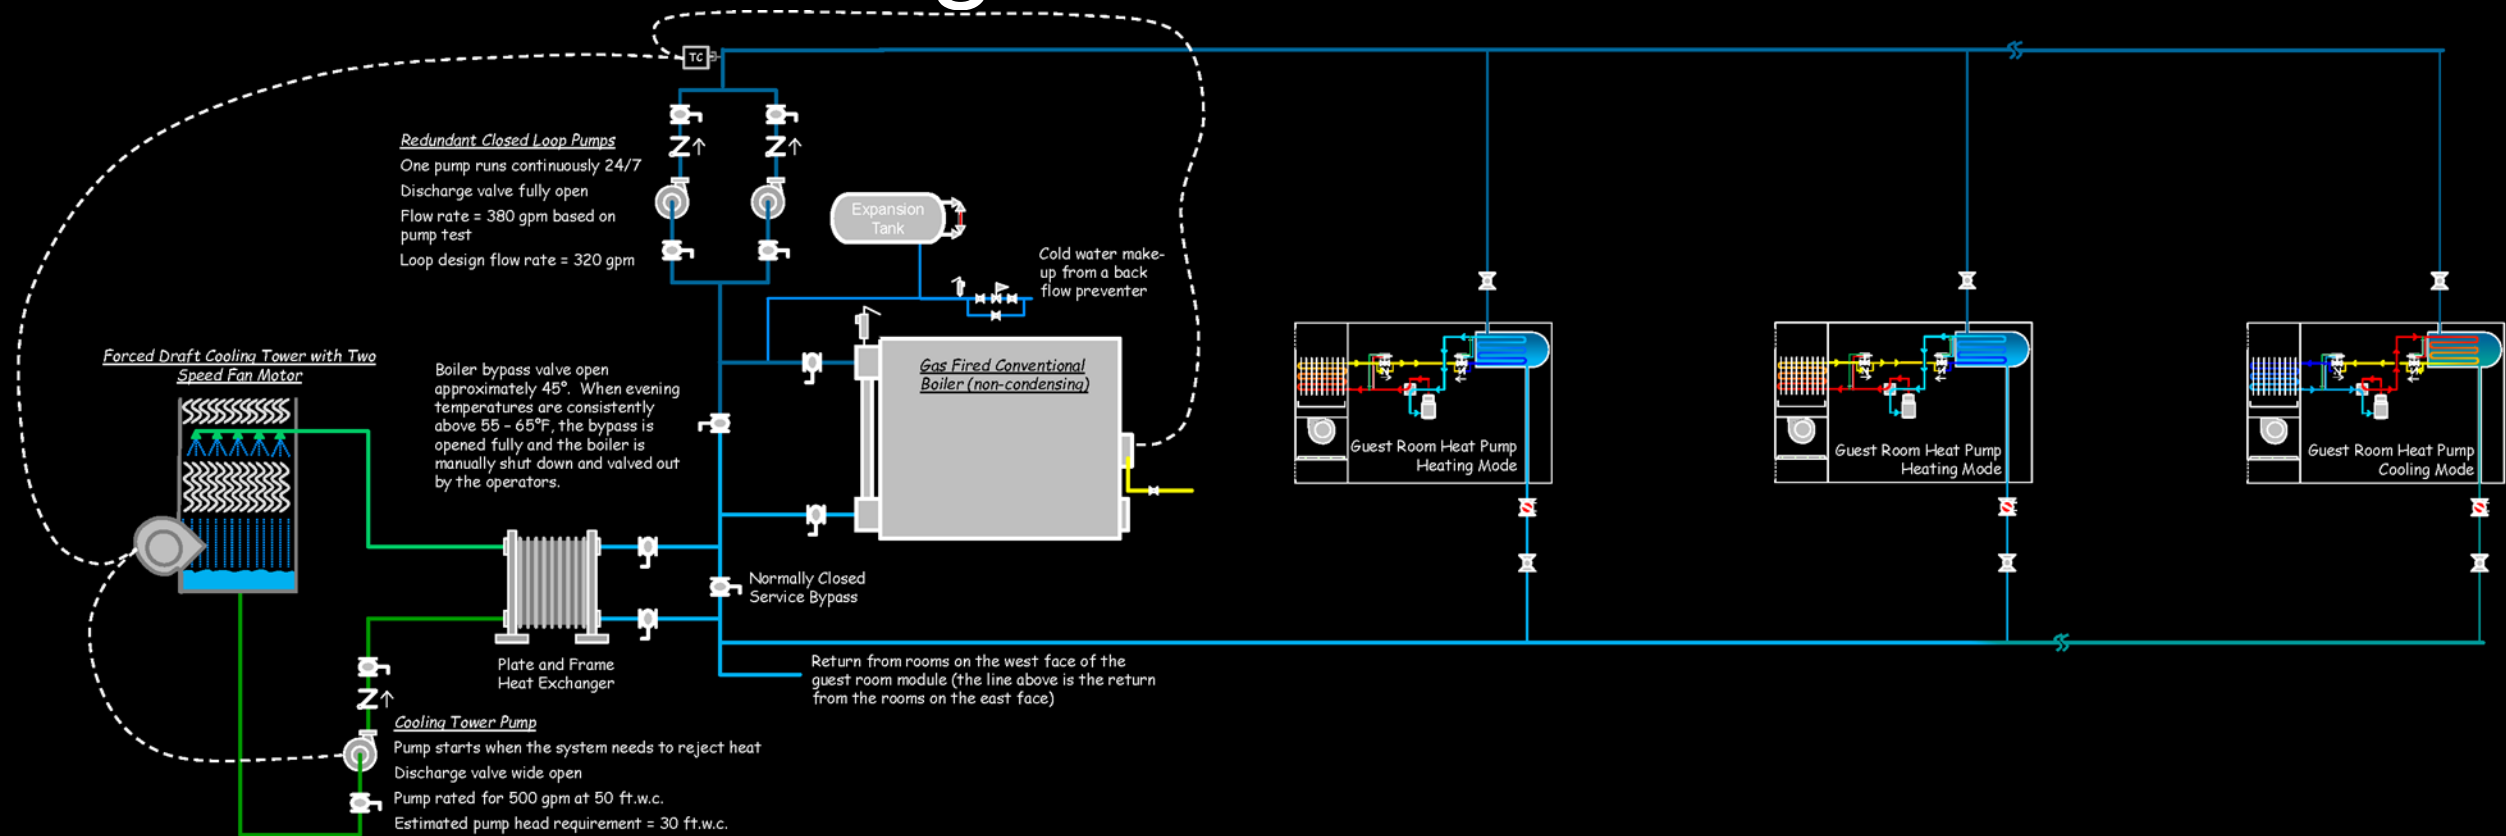 TC
Redundant Closed Loop Pumps
One pump runs continuously 24/7
Discharge valve fully open
Flow rate = 380 gpm based on
pump test
Loop design flow rate = 320 gpm
Expansion
Tank
Cold water make-
up from a back
flow preventer
Forced Draft Cooling Tower with Two
Speed Fan Motor
Boiler bypass valve open
approximately 45°. When evening
temperatures are consistently
above 55 – 65°F, the bypass is
opened fully and the boiler is
manually shut down and valved out
by the operators.
Gas Fired Conventional
Boiler (non-condensing)
Guest Room Heat Pump
Heating Mode
Guest Room Heat Pump
Heating Mode
Guest Room Heat Pump
Cooling Mode
Normally Closed
Service Bypass
Plate and Frame
Heat Exchanger
Return from rooms on the west face of the
guest room module (the line above is the return
from the rooms on the east face)
Cooling Tower Pump
Pump starts when the system needs to reject heat
Discharge valve wide open
Pump rated for 500 gpm at 50 ft.w.c.
Estimated pump head requirement = 30 ft.w.c.